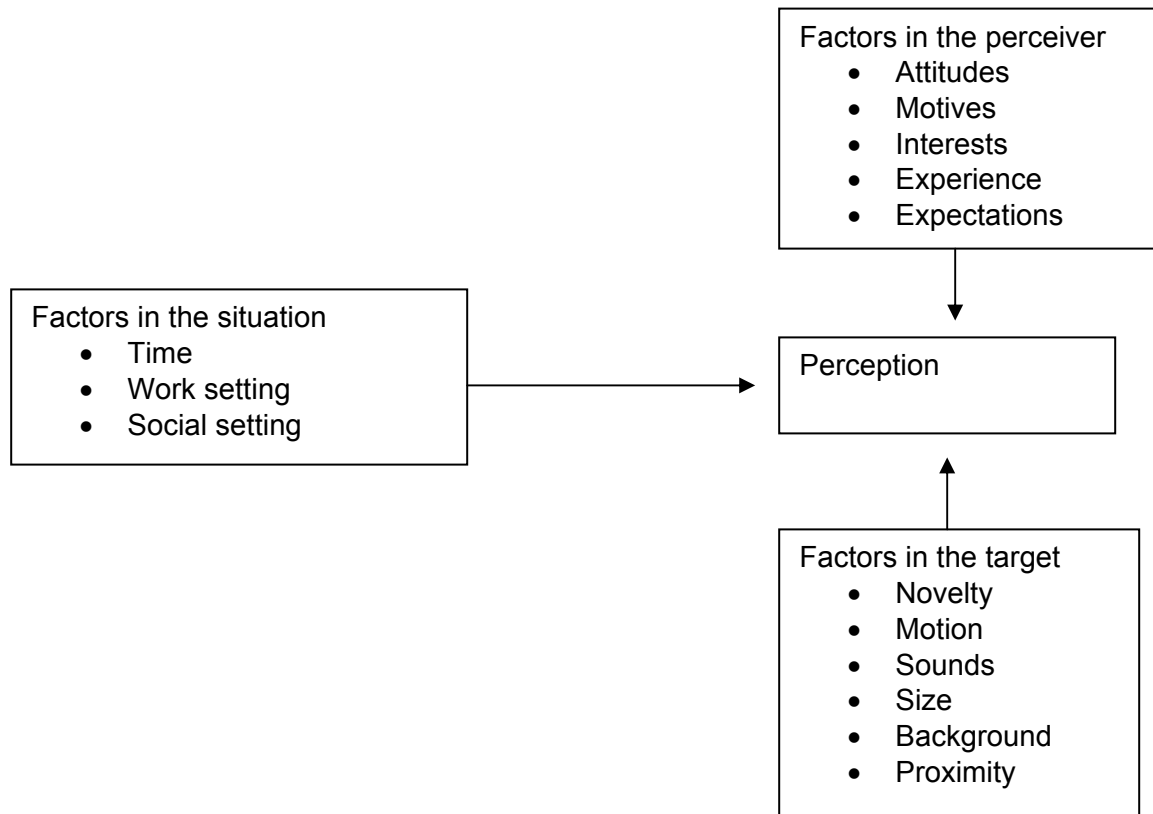 Factors in the perceiver
• Attitudes
• Motives
• Interests
• Experience
• Expectations
Factors in the situation
• Time
• Work setting
• Social setting
Perception
Factors in the target
• Novelty
• Motion
• Sounds
• Size
• Background
• Proximity